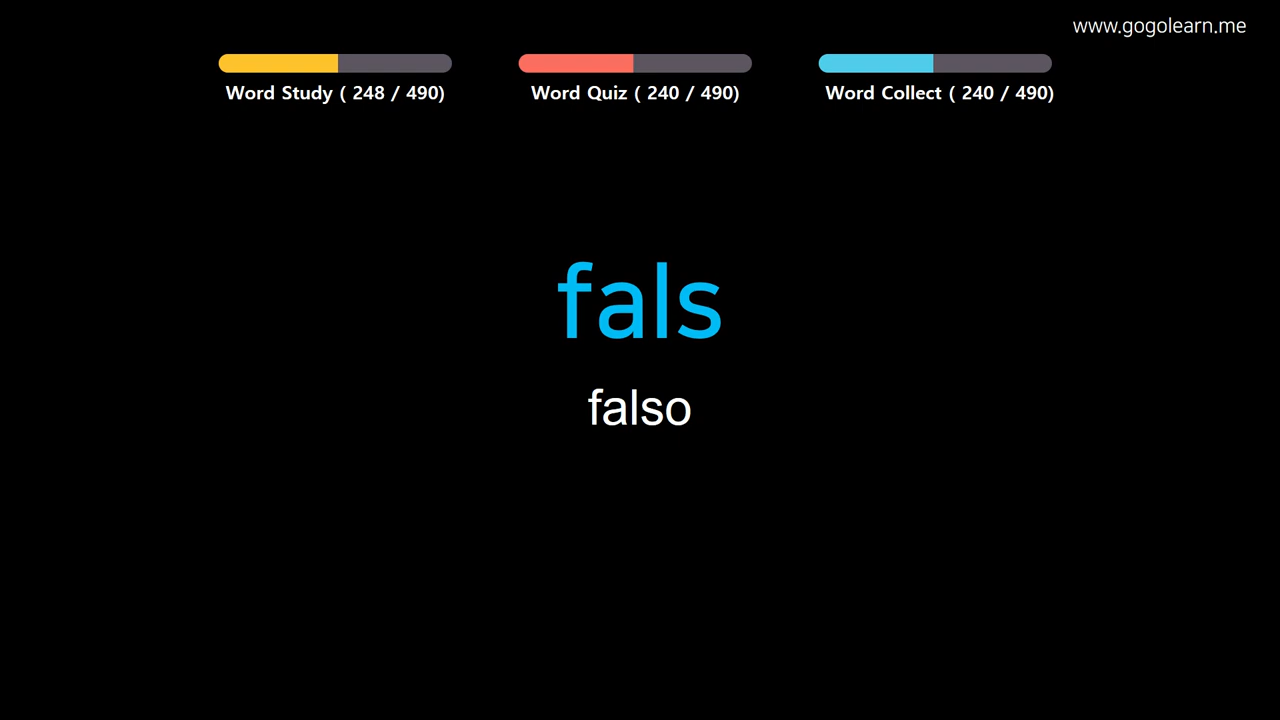 www.gogolearn.me
Word Study ( 248 / 490)
Word Quiz ( 240 / 490)
Word Collect ( 240 / 490)
fals
falso